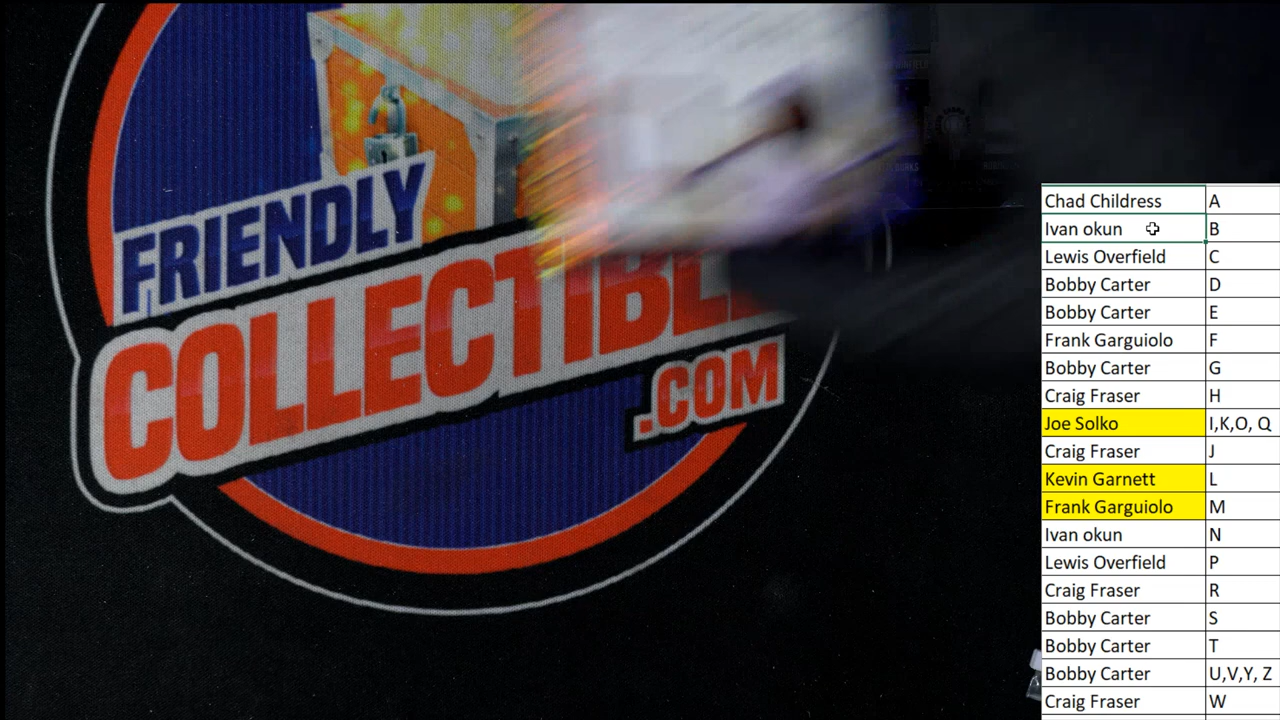 FRIENDLY
COLLECTIBLE
.COM
Chad Childress A
Ivan okun B
Lewis Overfield C
Bobby Carter D
Bobby Carter E
Frank Garguiolo F
Bobby Carter G
Craig Fraser H
Joe Solko I,K,O, Q
Craig Fraser J
Kevin Garnett L
Frank Garguiolo M
Ivan okun N
Lewis Overfield P
Craig Fraser R
Bobby Carter S
Bobby Carter T
Bobby Carter U,V,Y, Z
Craig Fraser W